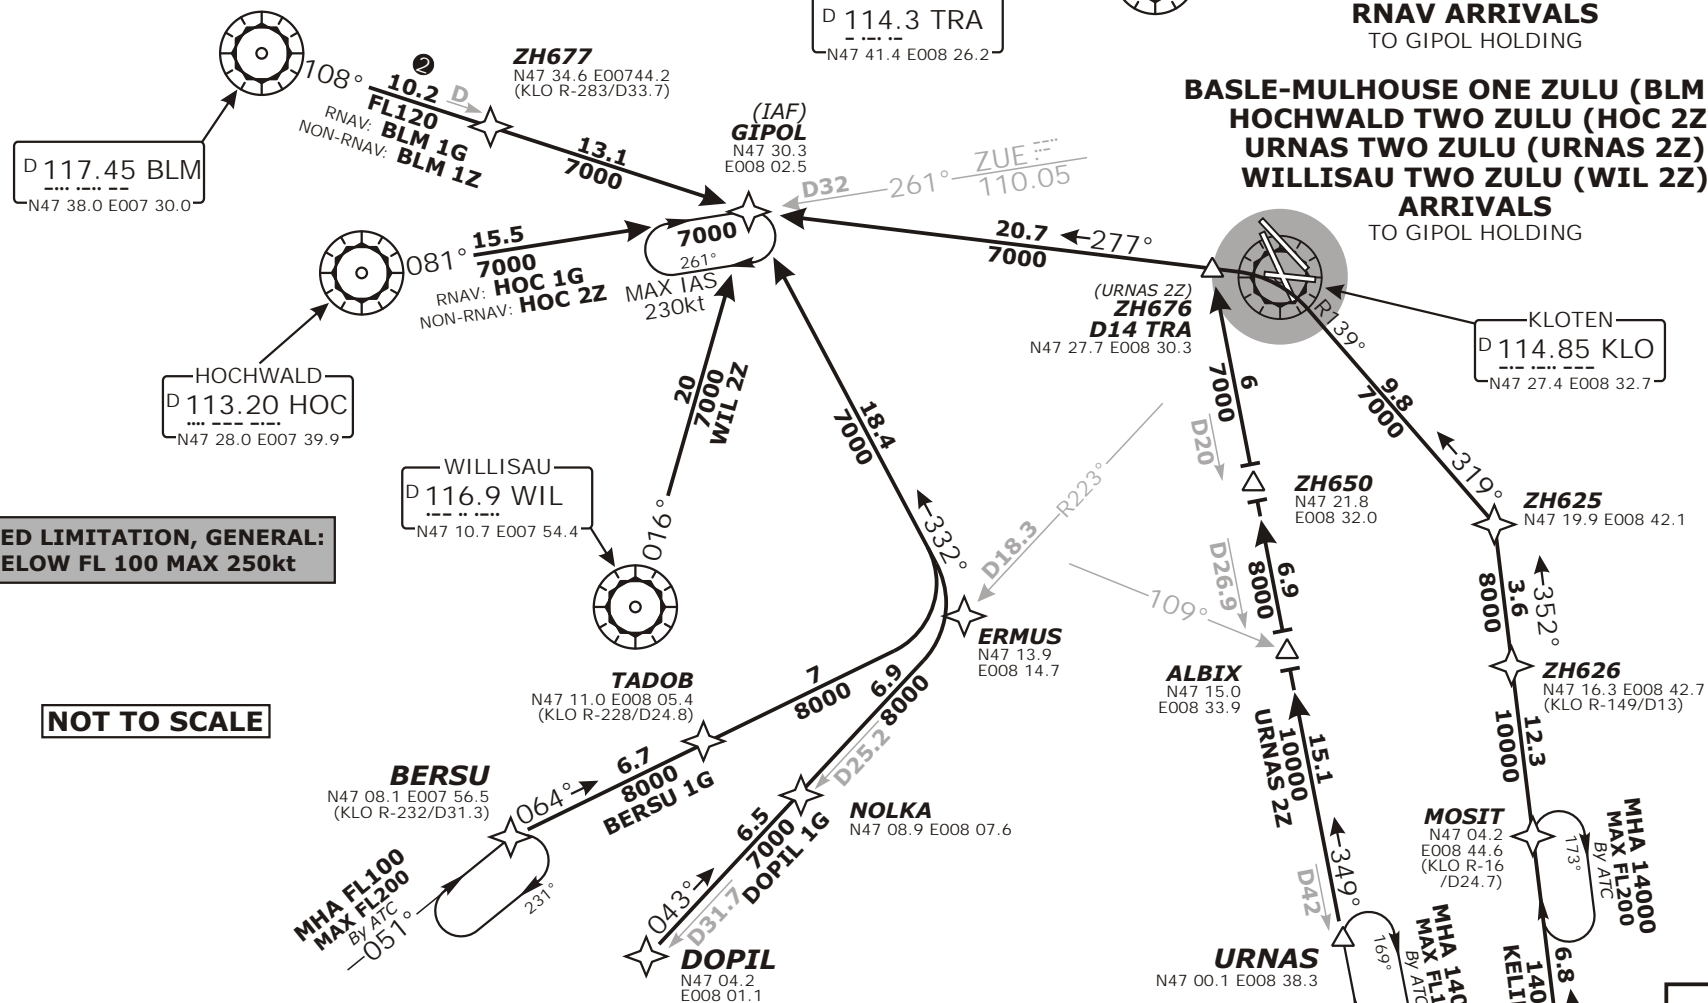 RNAV ARRIVALS
TO GIPOL HOLDING
BASLE-MULHOUSE ONE ZULU (BLM
HOCHWALD TWO ZULU (HOC 2Z
URNAS TWO ZULU (URNAS 2Z)
WILLISAU TWO ZULU (WIL 2Z)
ARRIVALS
TO GIPOL HOLDING
D 114.3 TRA
N47 41.4 E008 26.2
ZH677
N47 34.6 E00744.2
(KLO R-283/D33.7)
108°
2
10.2
D
FL120
RNAV: BLM 1G
NON-RNAV: BLM 1Z
13.1
7000
D 117.45 BLM
N47 38.0 E007 30.0
(IAF)
GIPOL
N47 30.3
E008 02.5
D32
261°
ZUE
110.05
7000
261°
MAX IAS
230kt
081°
15.5
7000
RNAV: HOC 1G
NON-RNAV: HOC 2Z
HOCHWALD
D 113.20 HOC
N47 28.0 E007 39.9
20.7
7000
277°
(URNAS 2Z)
ZH676
D14 TRA
N47 27.7 E008 30.3
R139°
KLOTEN
D 114.85 KLO
N47 27.4 E008 32.7
20
7000
WIL 2Z
016°
WILLISAU
D 116.9 WIL
N47 10.7 E007 54.4
18.4
7000
332°
6
7000
D20
9.8
7000
319°
ZH650
N47 21.8
E008 32.0
ZH625
N47 19.9 E008 42.1
ED LIMITATION, GENERAL:
ELOW FL 100 MAX 250kt
R223°
D18.3
ERMUS
N47 13.9
E008 14.7
109°
D26.9
6.9
8000
ALBIX
N47 15.0
E008 33.9
3.6
8000
352°
ZH626
N47 16.3 E008 42.7
(KLO R-149/D13)
NOT TO SCALE
TADOB
N47 11.0 E008 05.4
(KLO R-228/D24.8)
7
8000
6.9
8000
D25.2
BERSU
N47 08.1 E007 56.5
(KLO R-232/D31.3)
064°
6.7
8000
BERSU 1G
MHA FL100
MAX FL200
By ATC
051°
231°
NOLKA
N47 08.9 E008 07.6
6.5
7000
DOPIL 1G
043°
D31.7
DOPIL
N47 04.2
E008 01.1
15.1
10000
URNAS 2Z
349°
D42
URNAS
N47 00.1 E008 38.3
169°
MHA 140
MAX FL1
By ATC
12.3
10000
MOSIT
N47 04.2
E008 44.6
(KLO R-16
/D24.7)
173°
MHA 14000
MAX FL200
By ATC
6.8
140
KELI